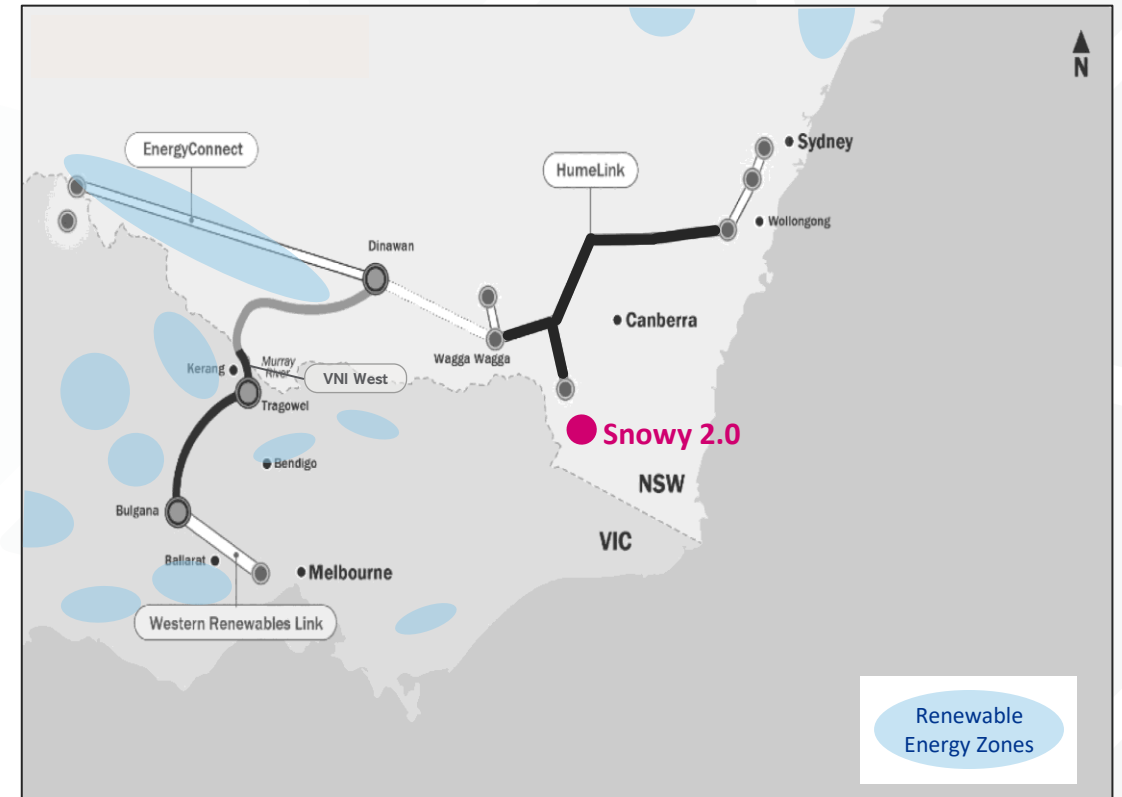 N
EnergyConnect
Sydney
HumeLink
Wollongong
Dinawan
Canberra
Wagga Wagga
Kerang
Murray
River
VNI West
Tragowel
Snowy 2.0
Bendigo
NSW
Bulgana
VIC
Ballarat
Melbourne
Western Renewables Link
Renewable
Energy Zones